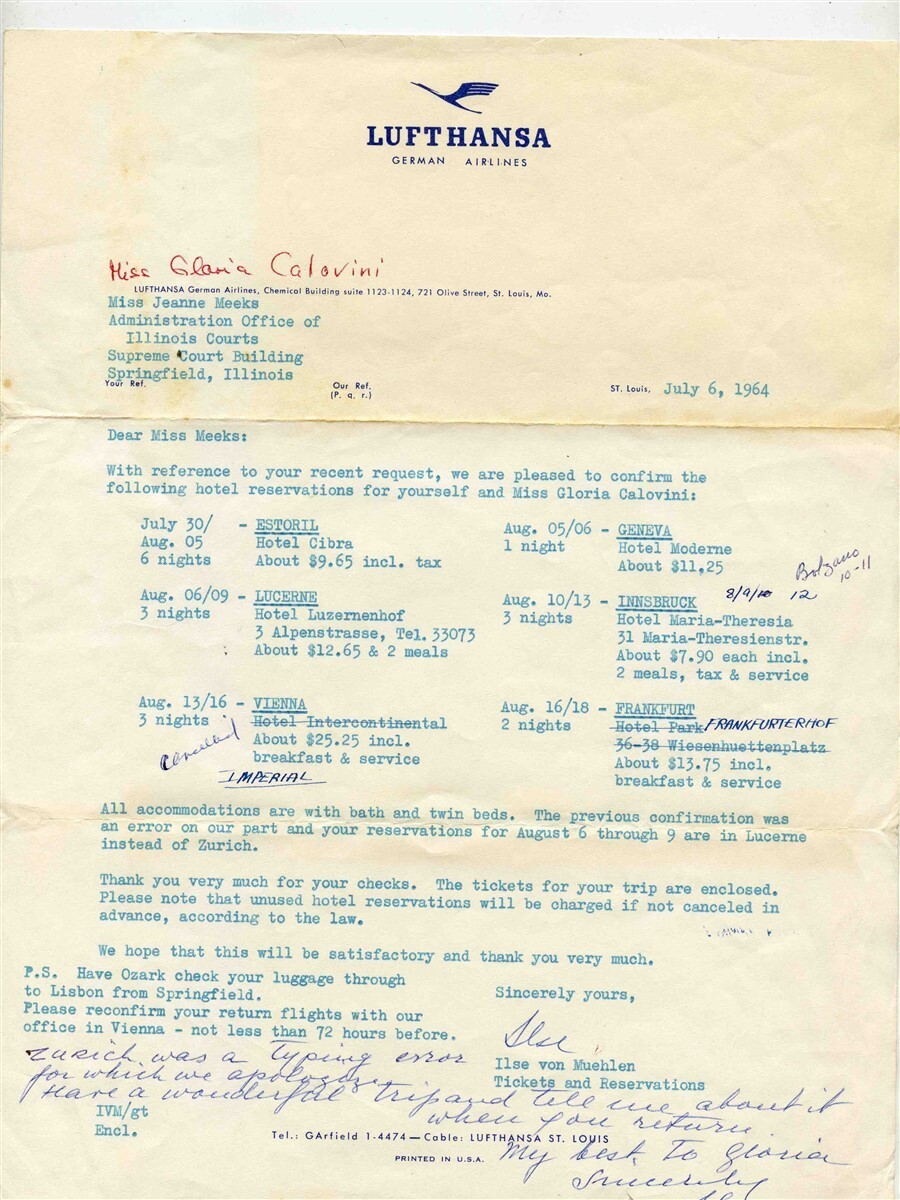 LUFTHANSA
GERMAN AIRLINES
Miss Gloria Calovini
LUFTHANSA German Airlines, Chemical Building suite 1123-1124, 721 Olive Street, St. Louis, Mo.
Miss Jeanne Meeks
Administration Office of
Illinois Courts
Supreme Court Building
Springfield, Illinois
Your Ref.
Our Ref.
(P. q. r.)
ST. Louis, July 6, 1964
Dear Miss Meeks:
With reference to your recent request, we are pleased to confirm the
following hotel reservations for yourself and Miss Gloria Calovini:
July 30/ - ESTORIL
Aug. 05 Hotel Cibra
6 nights About $9.65 incl. tax
Aug. 05/06 - GENEVA
1 night Hotel Moderne
About $11.25
Bolzano
10-11
Aug. 06/09 - LUCERNE
3 nights Hotel Luzernenhof
3 Alpenstrasse, Tel. 33073
About $12.65 & 2 meals
Aug. 10/13 - INNSBRUCK 8/9/10 12
3 nights Hotel Maria-Theresia
31 Maria-Theresienstr.
About $7.90 each incl.
2 meals, tax & service
Aug. 13/16 - VIENNA
3 nights Hotel Intercontinental
About $25.25 incl.
breakfast & service
canceled
IMPERIAL
Aug. 16/18 - FRANKFURT
2 nights Hotel Park FRANKFURTERHOF
36-38 Wiesenhuettenplatz
About $13.75 incl.
breakfast & service
All accommodations are with bath and twin beds. The previous confirmation was
an error on our part and your reservations for August 6 through 9 are in Lucerne
instead of Zurich.
Thank you very much for your checks. The tickets for your trip are enclosed.
Please note that unused hotel reservations will be charged if not canceled in
advance, according to the law.
We hope that this will be satisfactory and thank you very much.
P.S. Have Ozark check your luggage through
to Lisbon from Springfield.
Please reconfirm your return flights with our
office in Vienna - not less than 72 hours before.
Sincerely yours,
Ilse
Ilse von Muehlen
Tickets and Reservations
Zurich was a typing error
for which we apologize
Have a wonderful trip and tell me about it
when you return
IVM/gt
Encl.
Tel.: GArfield 1-4474—Cable: LUFTHANSA ST. LOUIS
PRINTED IN U.S.A.
My best to Gloria
Sincerely